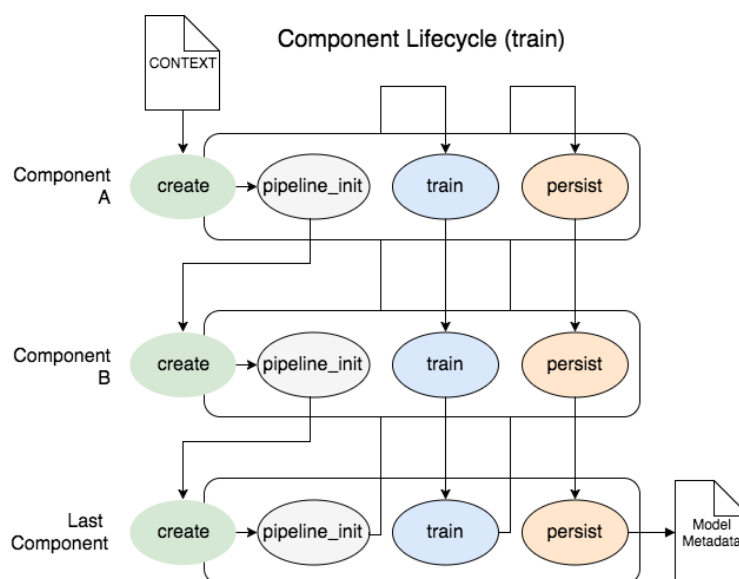 Component Lifecycle (train)
CONTEXT
Component
A
create
pipeline_init
train
persist
Component
B
create
pipeline_init
train
persist
Last
Component
create
pipeline_init
train
persist
Model
Metadata